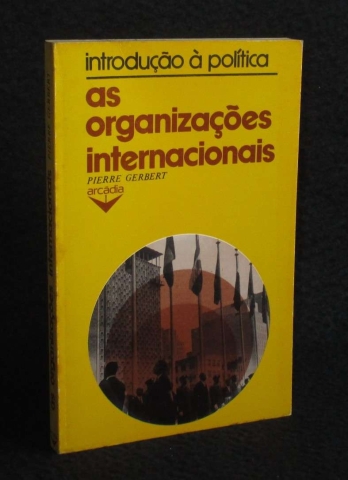 introdução à política
as
organizações
internacionais
PIERRE GERBERT
arcádia